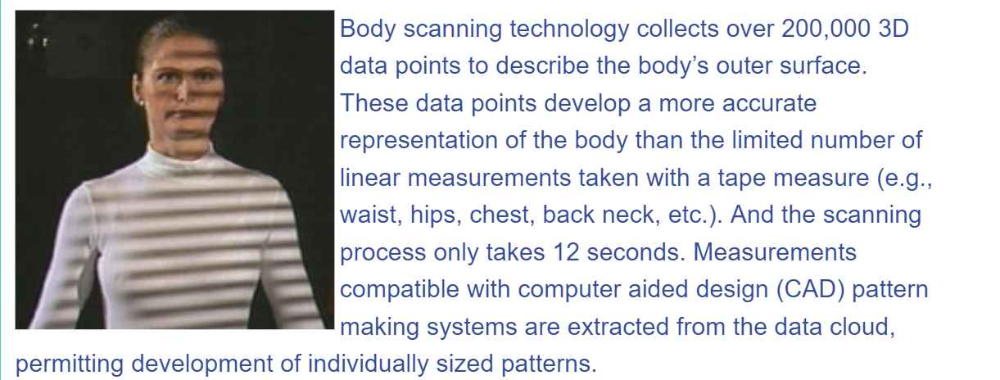 Body scanning technology collects over 200,000 3D
data points to describe the body’s outer surface.
These data points develop a more accurate
representation of the body than the limited number of
linear measurements taken with a tape measure (e.g.,
waist, hips, chest, back neck, etc.). And the scanning
process only takes 12 seconds. Measurements
compatible with computer aided design (CAD) pattern
making systems are extracted from the data cloud,
permitting development of individually sized patterns.